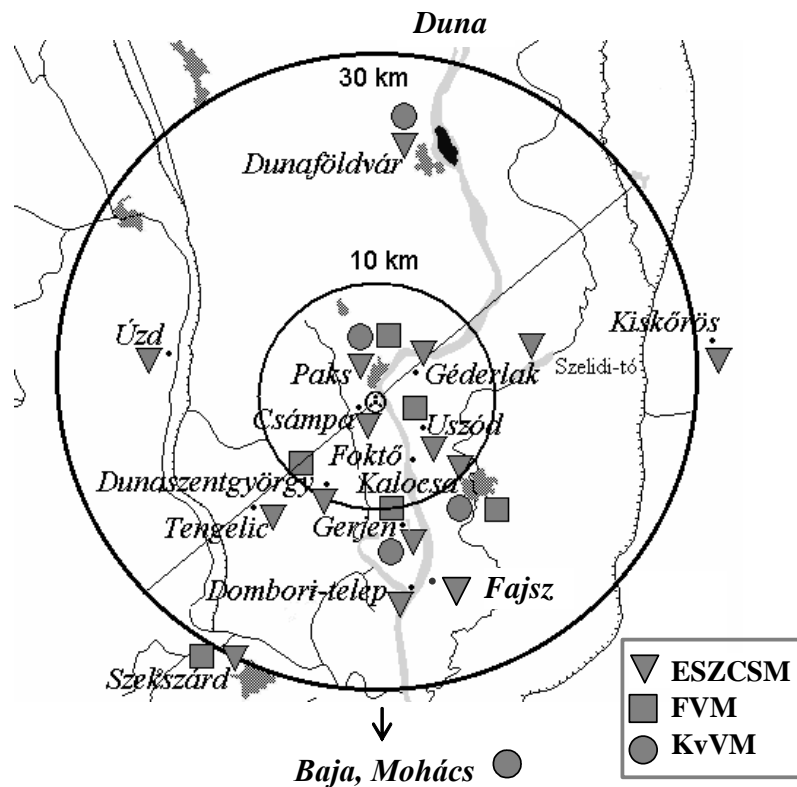 Duna
30 km
Dunaföldvár
10 km
Kiskőrös
Úzd
Szelidi-tó
Paks
Géderlak
Csámpa
Uszód
Foktő
Dunaszentgyörgy
Kalocsa
Tengelic
Gerjen
Dombori-telep
Fajsz
Szekszárd
ESZCSM
FVM
KvVM
Baja, Mohács